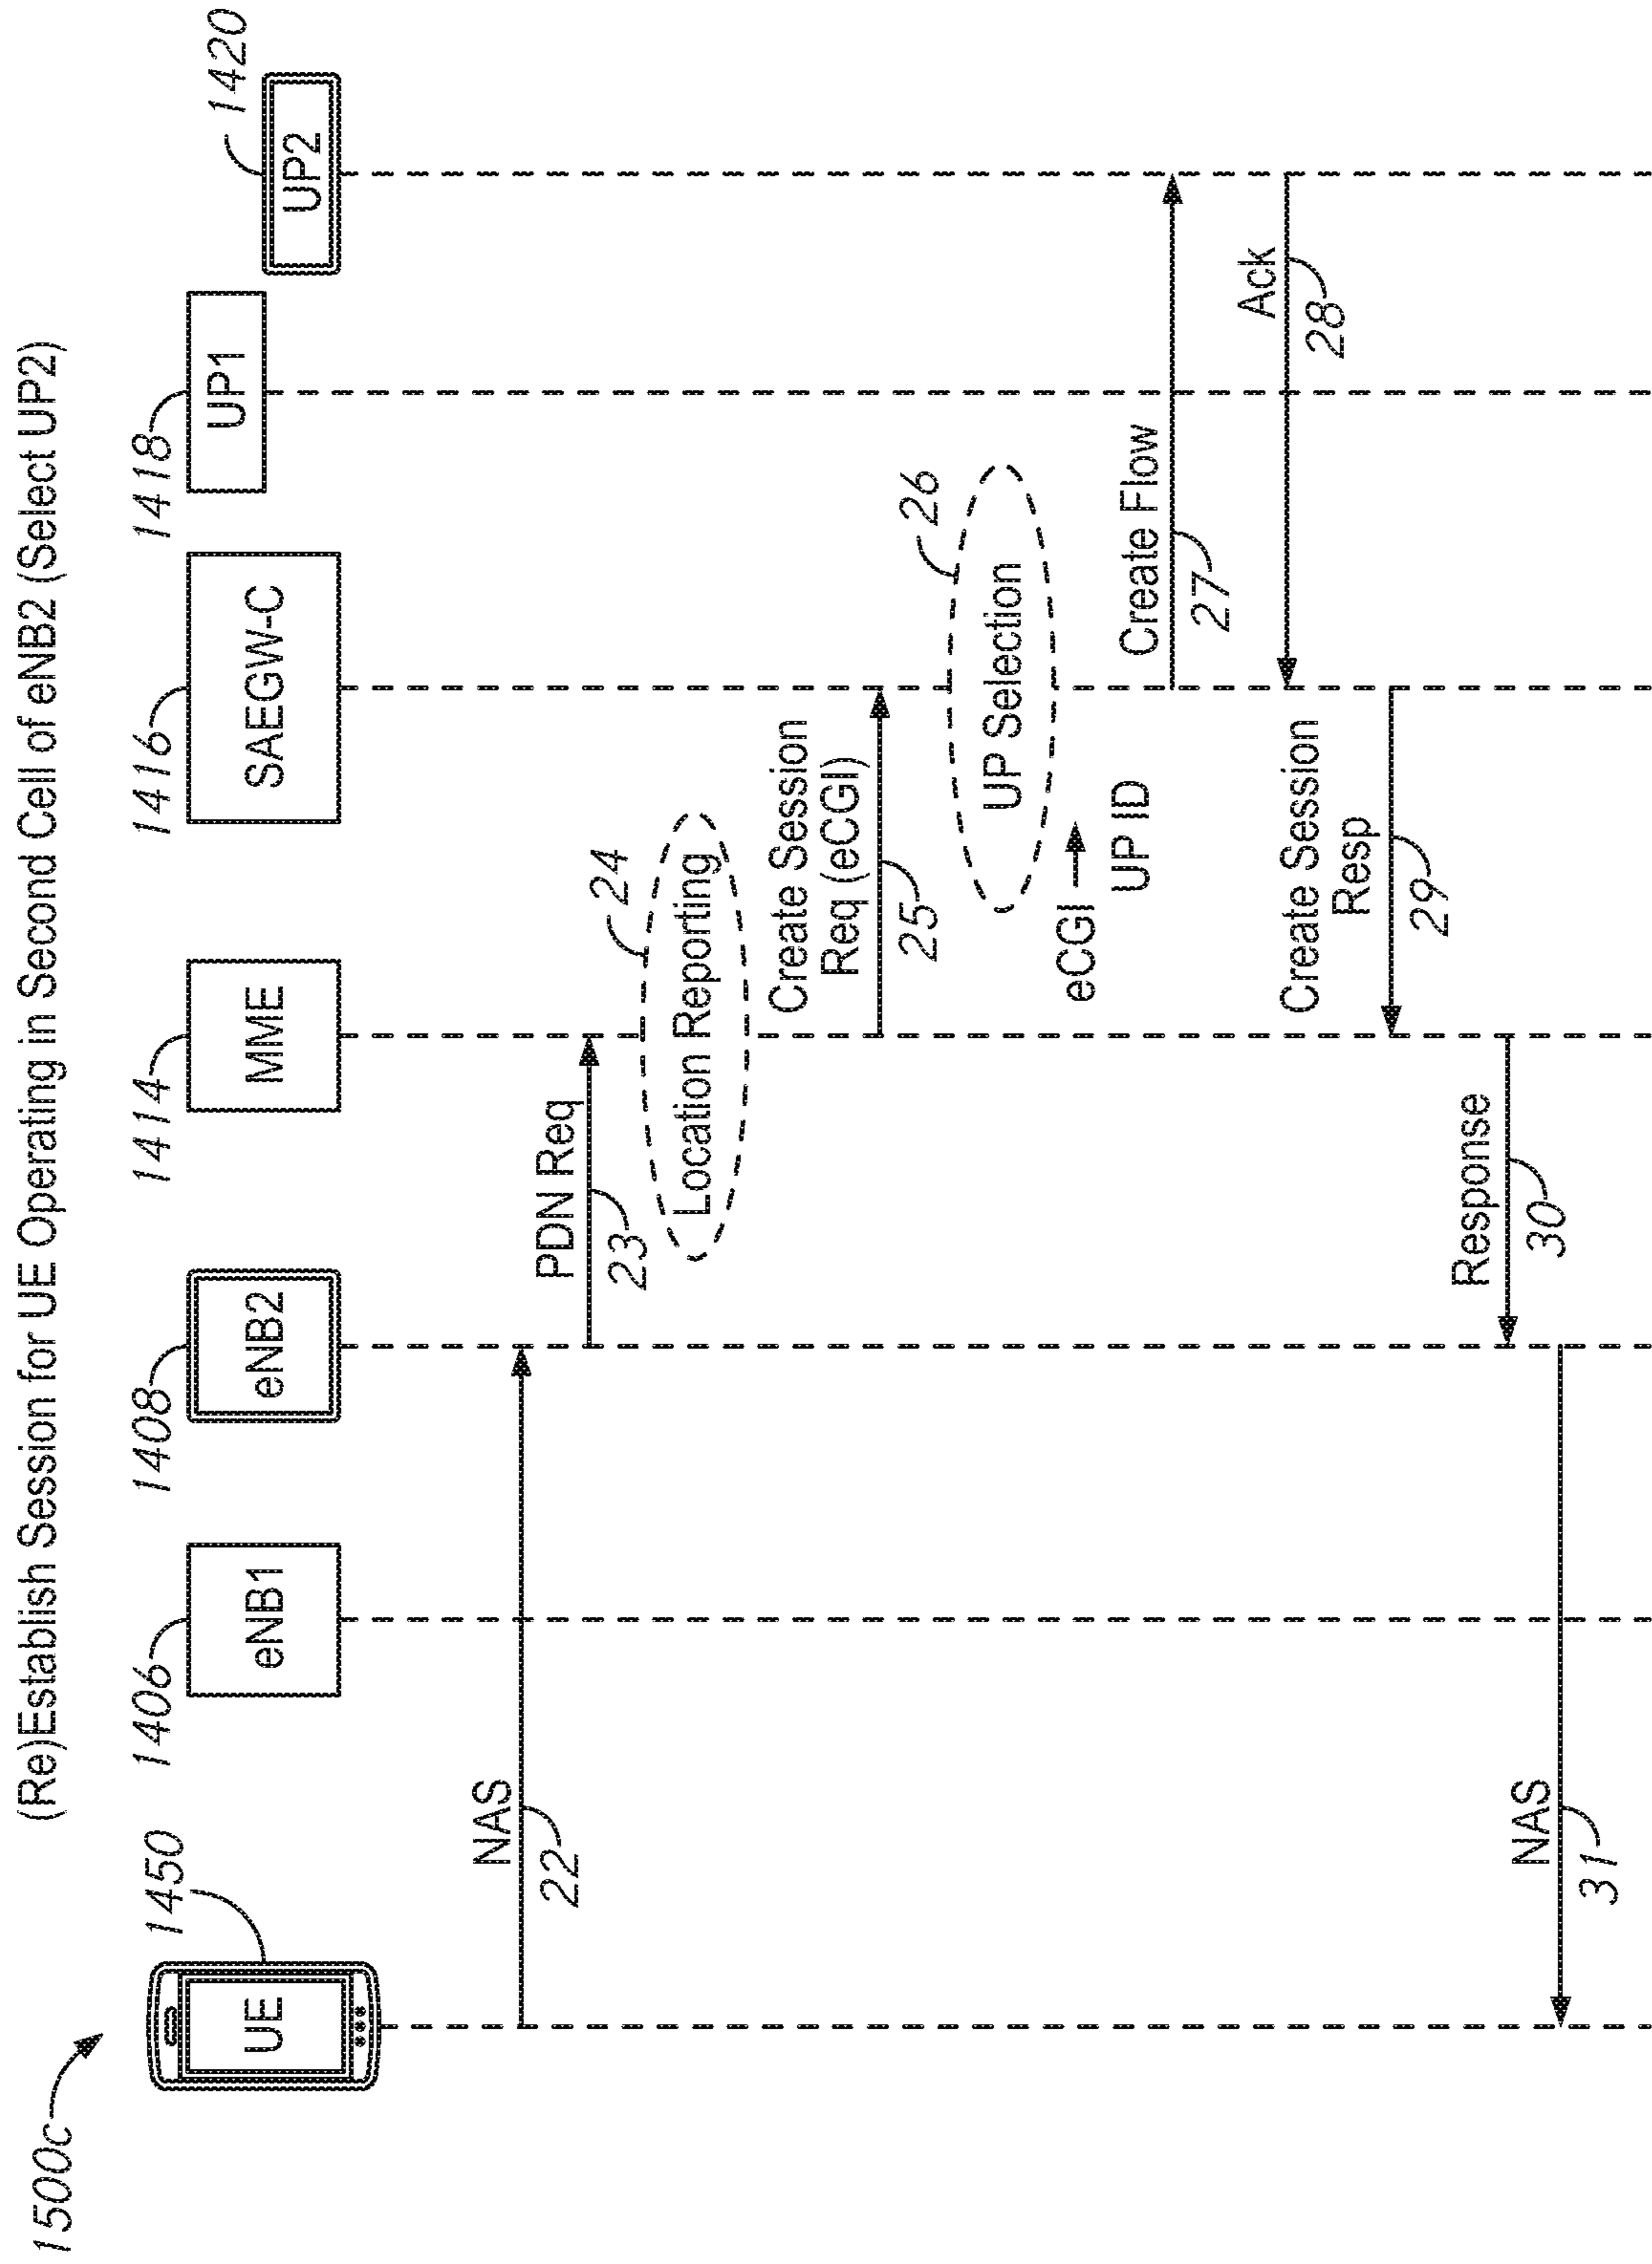 1500c
(Re)Establish Session for UE Operating in Second Cell of eNB2 (Select UP2)
1450
1406
1408
1414
1416
1418
1420
UE
eNB1
eNB2
MME
SAEGW-C
UP1
UP2
NAS
22
PDN Req
23
24
Location Reporting
Create Session
Req (eCGI)
25
26
UP Selection
eCGI →
UP ID
Create Flow
27
Ack
28
Create Session
Resp
29
Response
30
NAS
31